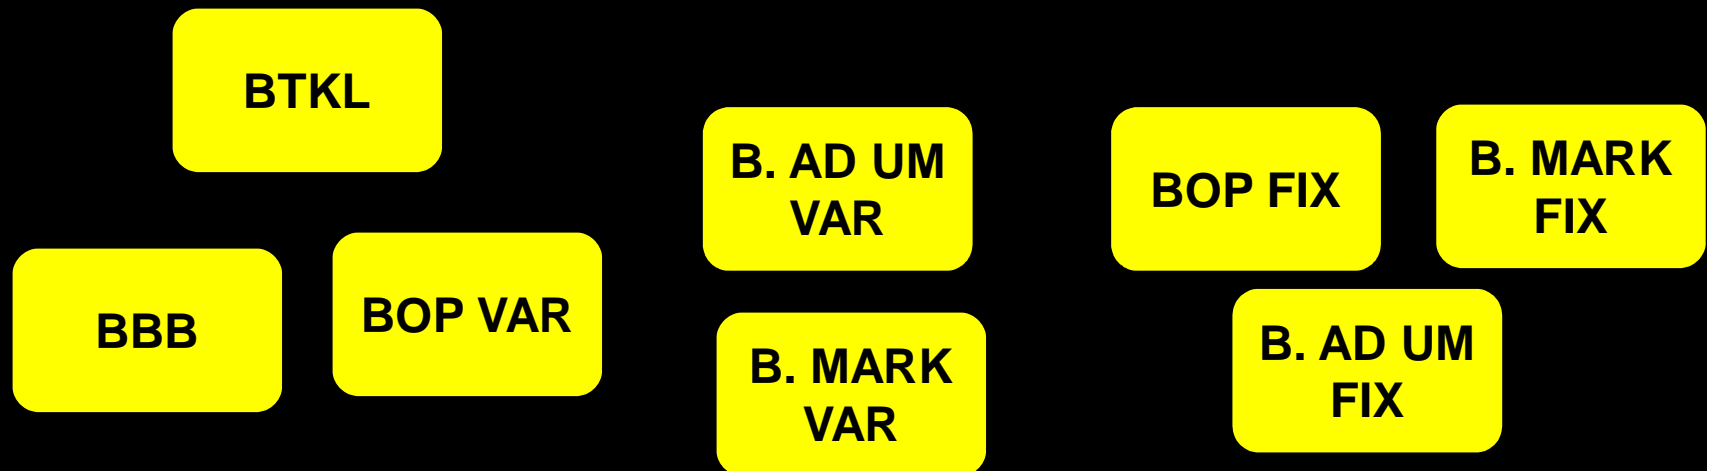 BTKL
BBB
BOP VAR
B. AD UM
VAR
B. MARK
VAR
BOP FIX
B. MARK
FIX
B. AD UM
FIX